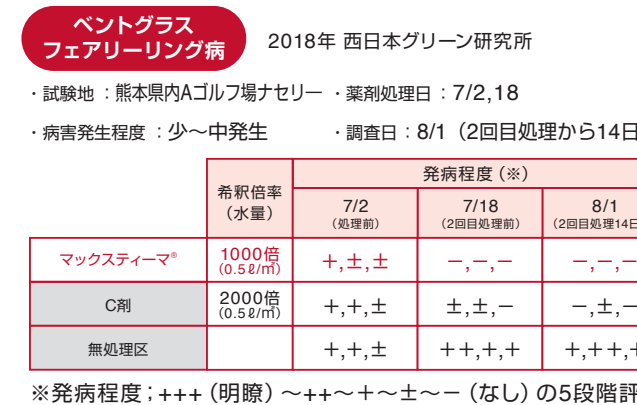 ベントグラス
フェアリーリング病
2018年 西日本グリーン研究所
・試験地 ：熊本県内Aゴルフ場ナセリー ・薬剤処理日：7/2,18
・病害発生程度 ：少〜中発生 ・調査日：8/1（2回目処理から14日
希釈倍率
（水量）
発病程度（※）
7/2
（処理前）
7/18
（2回目処理前）
8/1
（2回目処理14日
マックスティーマ® 1000倍（0.5ℓ/㎡） ＋,±,± －,－,－ －,－,－
C剤 2000倍（0.5ℓ/㎡） ＋,＋,± ±,±,－ －,±,－
無処理区 ＋,＋,± ＋＋,＋,＋ ＋,＋＋,＋
※発病程度；+++（明瞭）〜++〜＋〜±〜－（なし）の5段階評